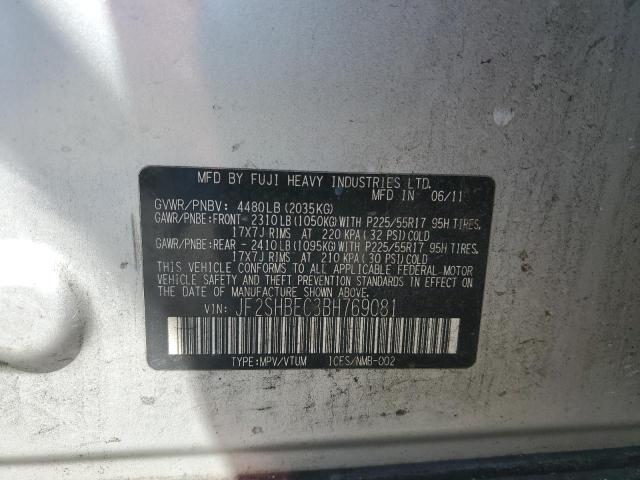 MFD BY FUJI HEAVY INDUSTRIES LTD.
MFD IN 06/11
GVWR/PNBV: 4480LB(2035KG)
GAWR/PNBE:FRONT- 2310LB(1050KG)WITH P225/55R17 95H TIRES,
17X7J RIMS AT 220 KPA(32 PSI)COLD
GAWR/PNBE:REAR - 2410LB(1095KG)WITH P225/55R17 95H TIRES,
17X7J RIMS AT 210 KPA(30 PSI)COLD
THIS VEHICLE CONFORMS TO ALL APPLICABLE FEDERAL MOTOR
VEHICLE SAFETY AND THEFT PREVENTION STANDARDS IN EFFECT
ON THE DATE OF MANUFACTURE SHOWN ABOVE.
VIN: JF2SHBEC3BH769081
TYPE:MPV/VTUM ICES/NMB-002